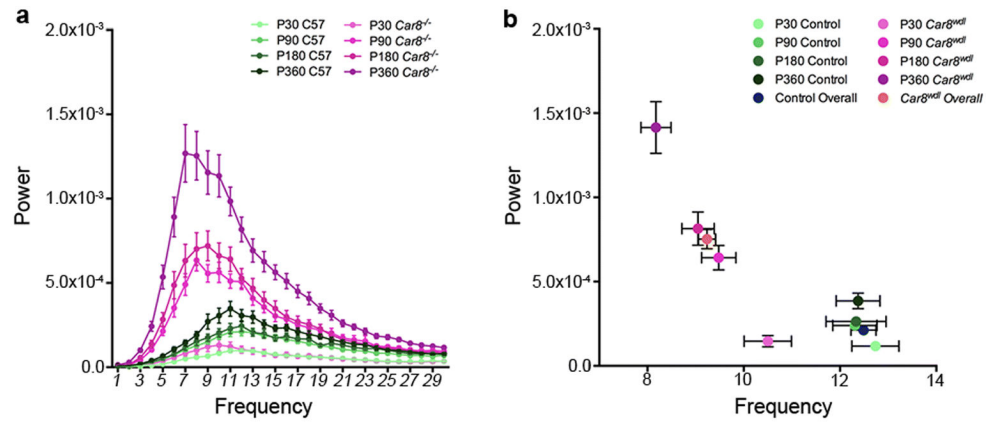 a
P30 C57
P90 C57
P180 C57
P360 C57
P30 Car8-/-
P90 Car8-/-
P180 Car8-/-
P360 Car8-/-
2.0x10-3
1.5x10-3
1.0x10-3
5.0x10-4
0.0
Power
1 3 5 7 9 11 13 15 17 19 21 23 25 27 29
Frequency
b
P30 Control
P90 Control
P180 Control
P360 Control
Control Overall
P30 Car8wdl
P90 Car8wdl
P180 Car8wdl
P360 Car8wdl
Car8wdl Overall
2.0x10-3
1.5x10-3
1.0x10-3
5.0x10-4
0.0
Power
8 10 12 14
Frequency